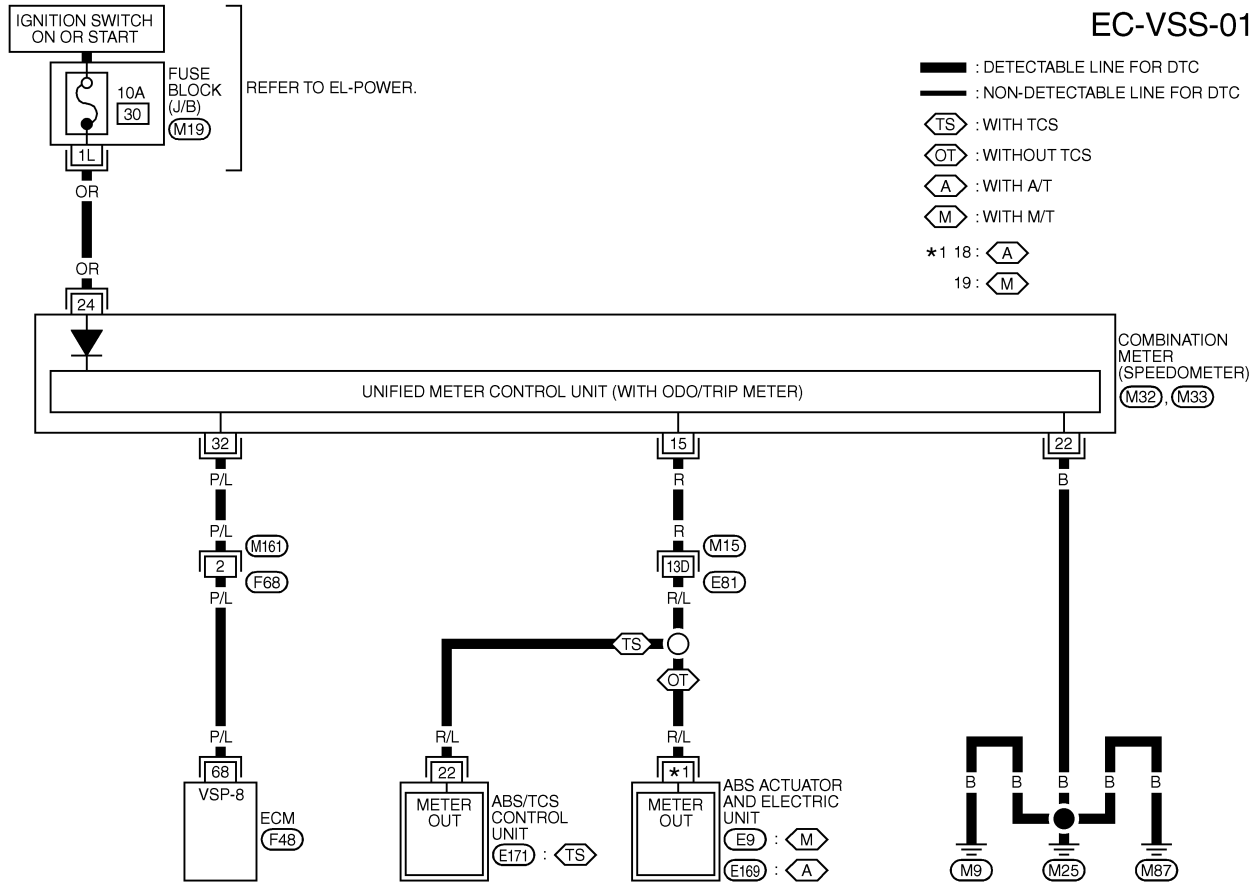 EC-VSS-01
IGNITION SWITCH
ON OR START
FUSE
BLOCK
(J/B)
M19
10A
30
REFER TO EL-POWER.
1L
OR
OR
24
: DETECTABLE LINE FOR DTC
: NON-DETECTABLE LINE FOR DTC
TS : WITH TCS
OT : WITHOUT TCS
A : WITH A/T
M : WITH M/T
*1 18 : A
19 : M
UNIFIED METER CONTROL UNIT (WITH ODO/TRIP METER)
COMBINATION
METER
(SPEEDOMETER)
M32 , M33
32
15
22
P/L
R
B
P/L
R
M161
M15
2
13D
F68
E81
P/L
R/L
TS
OT
P/L
R/L
R/L
68
22
*1
VSP-8
ECM
F48
METER
OUT
ABS/TCS
CONTROL
UNIT
E171 : TS
METER
OUT
ABS ACTUATOR
AND ELECTRIC
UNIT
E9 : M
E169 : A
B B B B B
M9 M25 M87